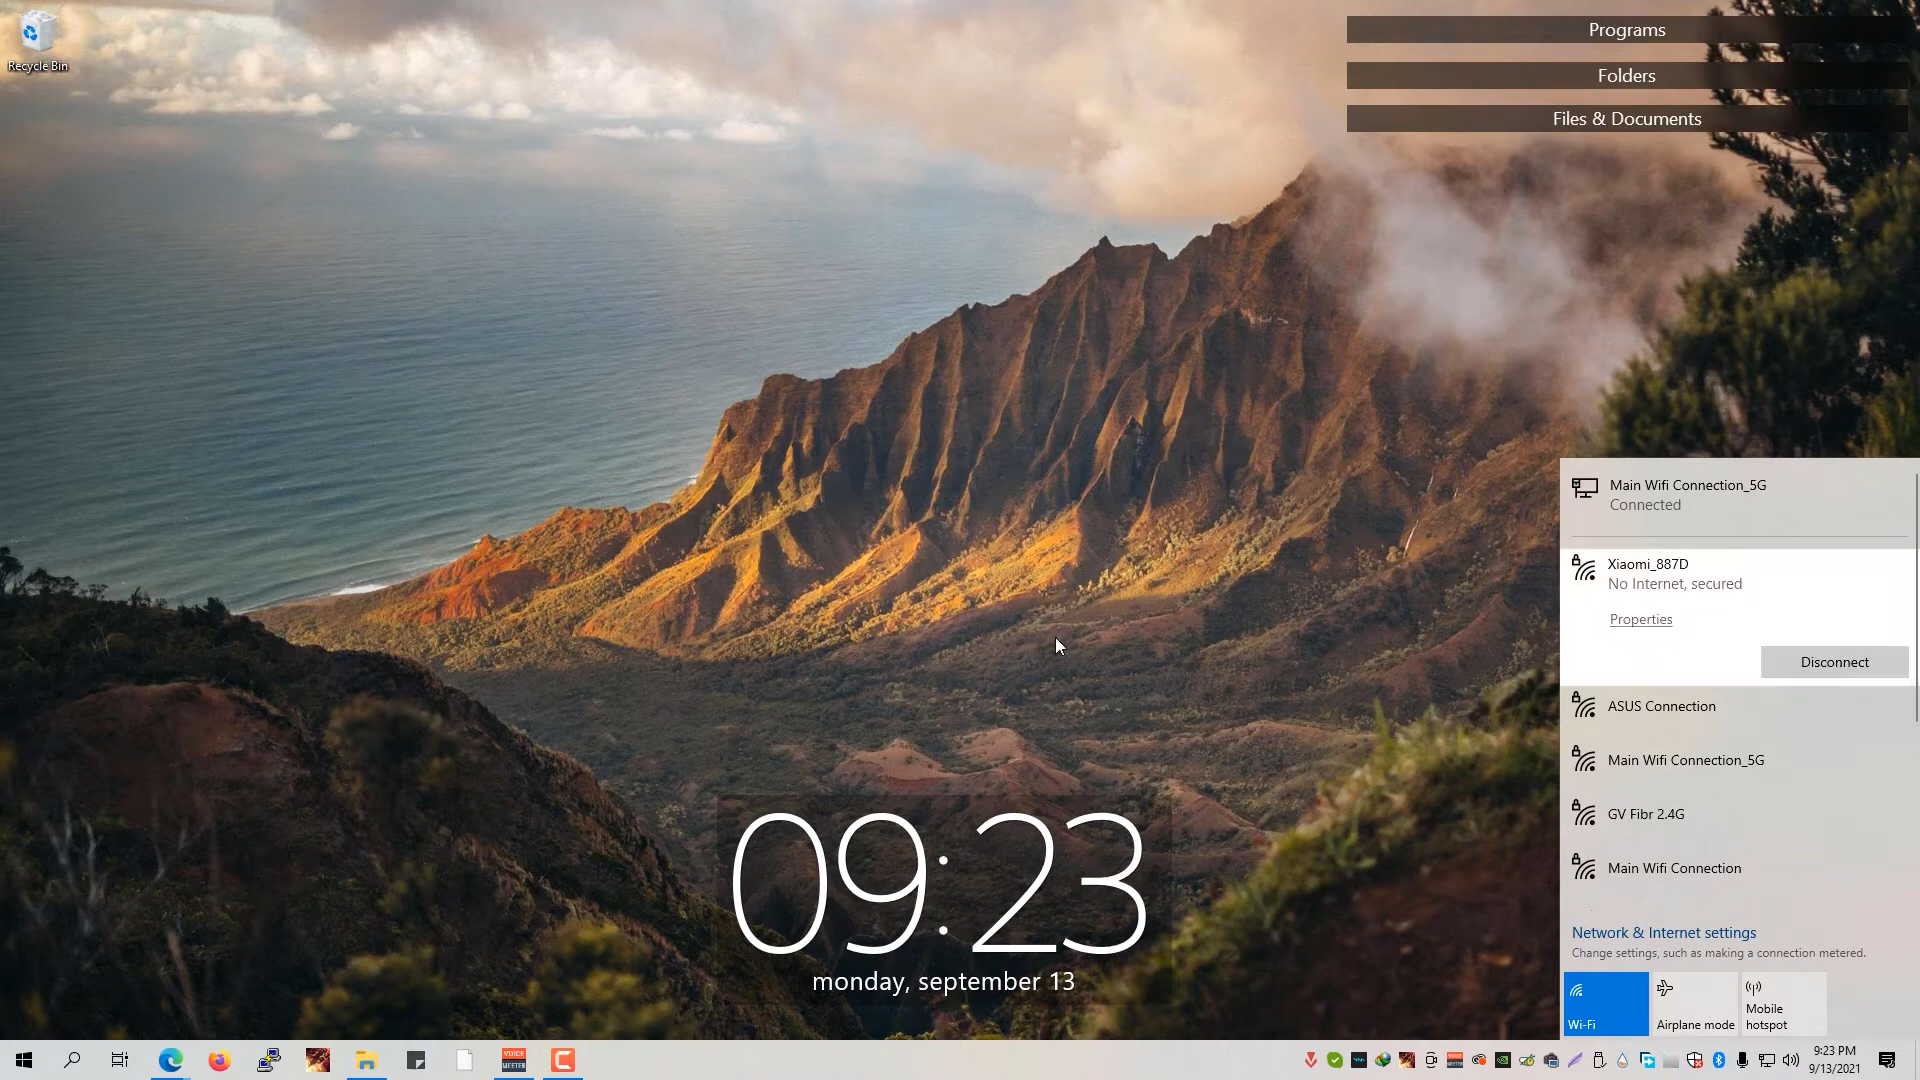 Recycle Bin
Programs
Folders
Files & Documents
Main Wifi Connection_5G
Connected
Xiaomi_887D
No Internet, secured
Properties
Disconnect
ASUS Connection
Main Wifi Connection_5G
GV Fibr 2.4G
Main Wifi Connection
Network & Internet settings
Change settings, such as making a connection metered.
Wi-Fi
Airplane mode
Mobile
hotspot
09:23
monday, september 13
VOICE
MEETER
9:23 PM
9/13/2021